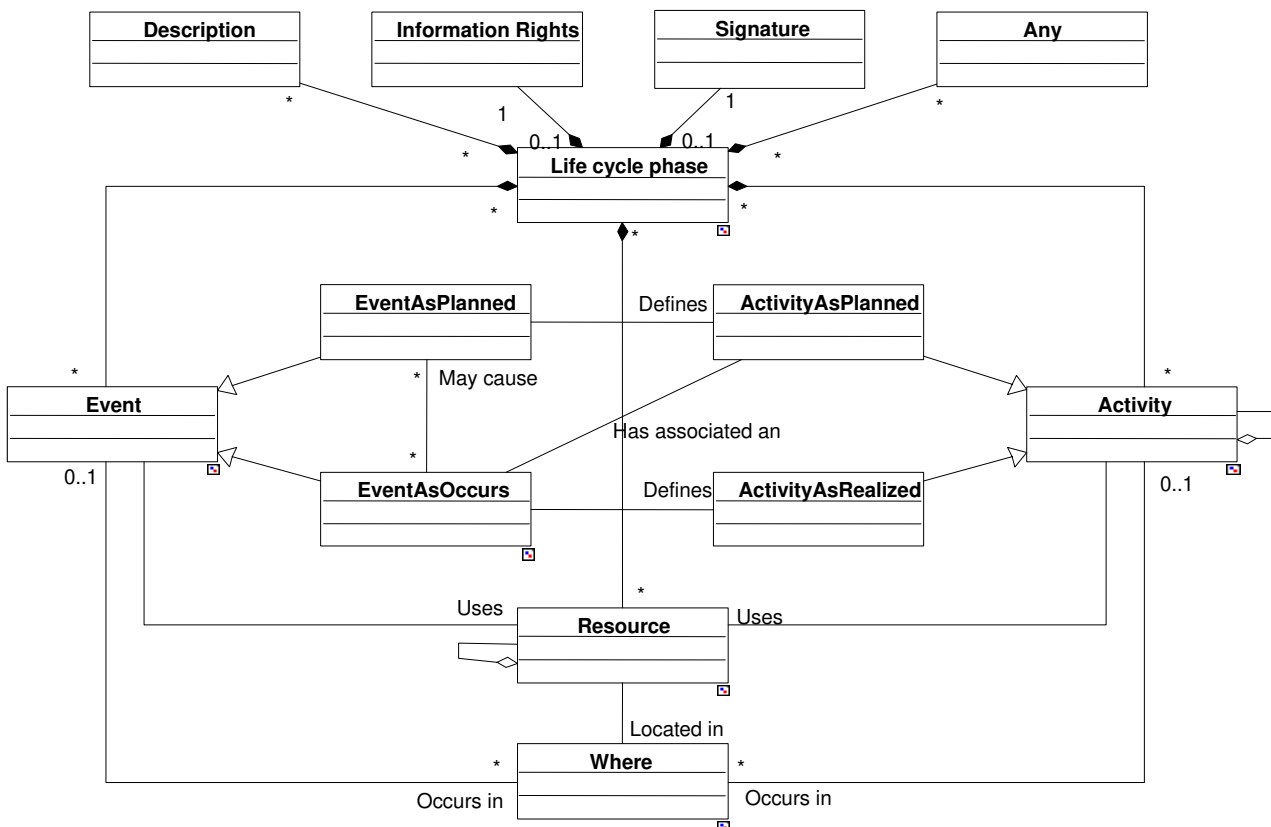 Description
Information Rights
Signature
Any
*
1
1
*
*
0..1
0..1
*
Life cycle phase
*
*
*
EventAsPlanned
Defines
ActivityAsPlanned
*
*
May cause
*
Event
Activity
Has associated an
*
0..1
0..1
EventAsOccurs
Defines
ActivityAsRealized
*
Uses
Uses
Resource
Located in
*
*
Where
Occurs in
Occurs in